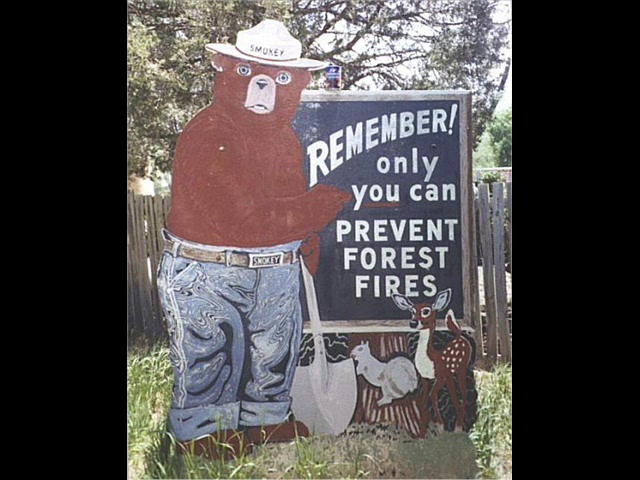 SMOKEY
REMEMBER!
only
you can
PREVENT
FOREST
FIRES
SMOKEY